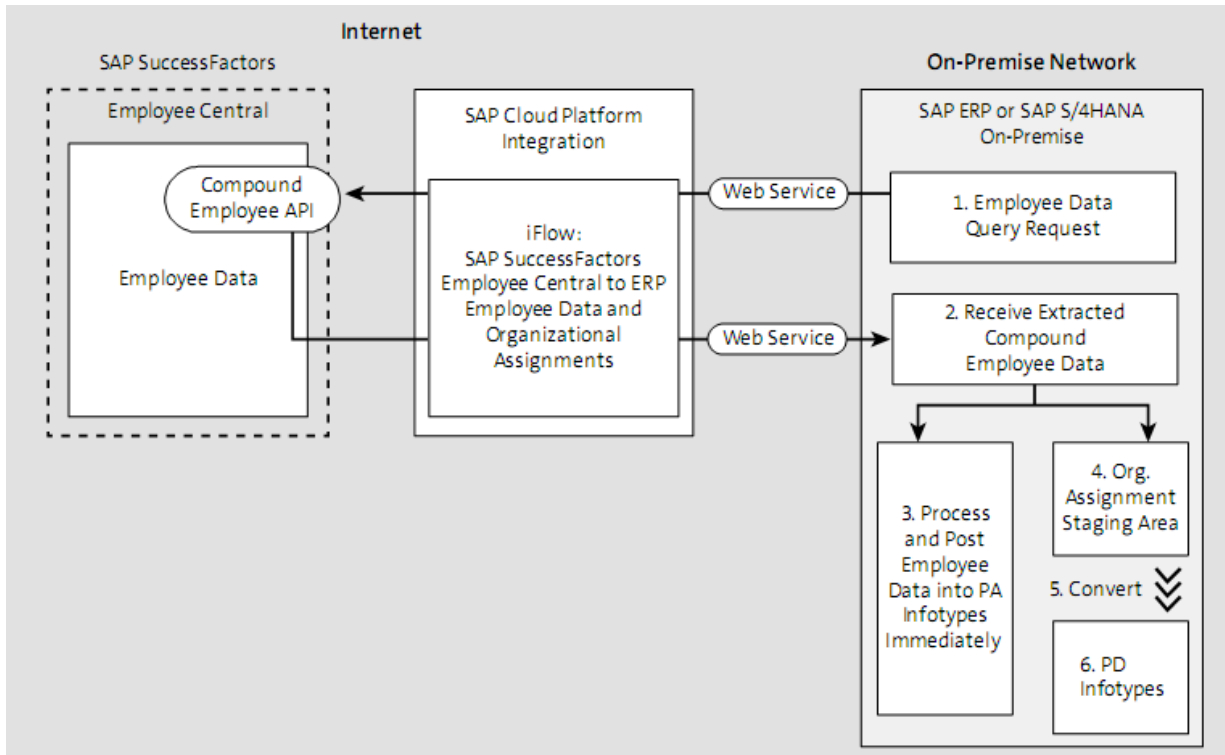 Internet
SAP SuccessFactors
Employee Central
Compound
Employee API
Employee Data
SAP Cloud Platform
Integration
iFlow:
SAP SuccessFactors
Employee Central to ERP
Employee Data and
Organizational
Assignments
Web Service
Web Service
On-Premise Network
SAP ERP or SAP S/4HANA
On-Premise
1. Employee Data
Query Request
2. Receive Extracted
Compound
Employee Data
3. Process
and Post
Employee
Data into PA
Infotypes
Immediately
4. Org.
Assignment
Staging Area
5. Convert
6. PD
Infotypes